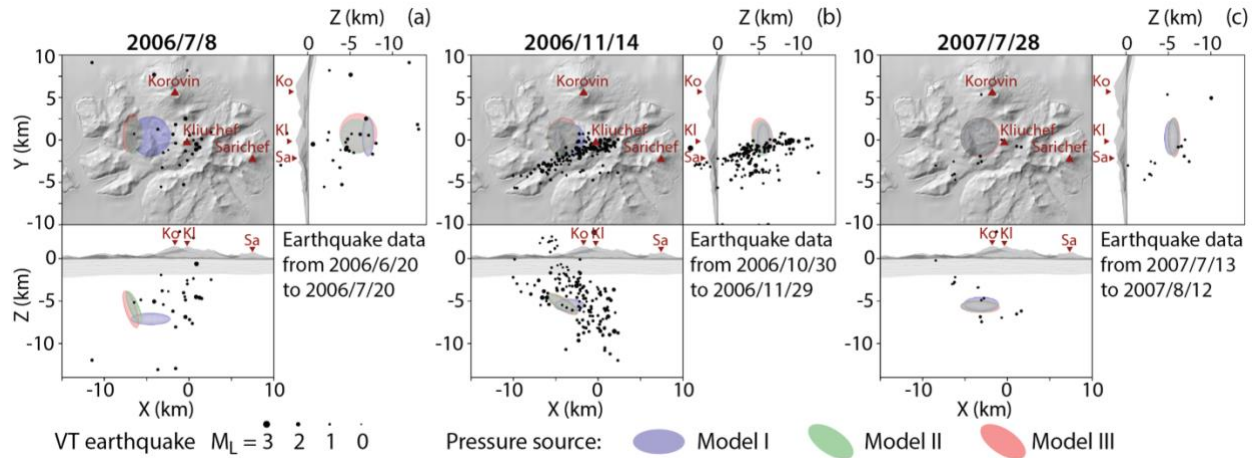 Z (km) (a) Z (km) (b) Z (km) (c)
2006/7/8 0 -5 -10 2006/11/14 0 -5 -10 2007/7/28 0 -5 -10
10
5
0
-5
-10
Y (km)
Korovin
Kliuchef
Sarichef
Ko
Kl
Sa
10
5
0
-5
-10
Korovin
Kliuchef
Sarichef
Ko
Kl
Sa
10
5
0
-5
-10
Korovin
Kliuchef
Sarichef
Ko
Kl
Sa
Ko Kl Sa
0
-5
-10
Z (km)
-10 0 10
X (km)
Earthquake data
from 2006/6/20
to 2006/7/20
Ko Kl Sa
0
-5
-10
-10 0 10
X (km)
Earthquake data
from 2006/10/30
to 2006/11/29
Ko Kl Sa
0
-5
-10
-10 0 10
X (km)
Earthquake data
from 2007/7/13
to 2007/8/12
VT earthquake ML = 3 2 1 0 Pressure source: Model I Model II Model III